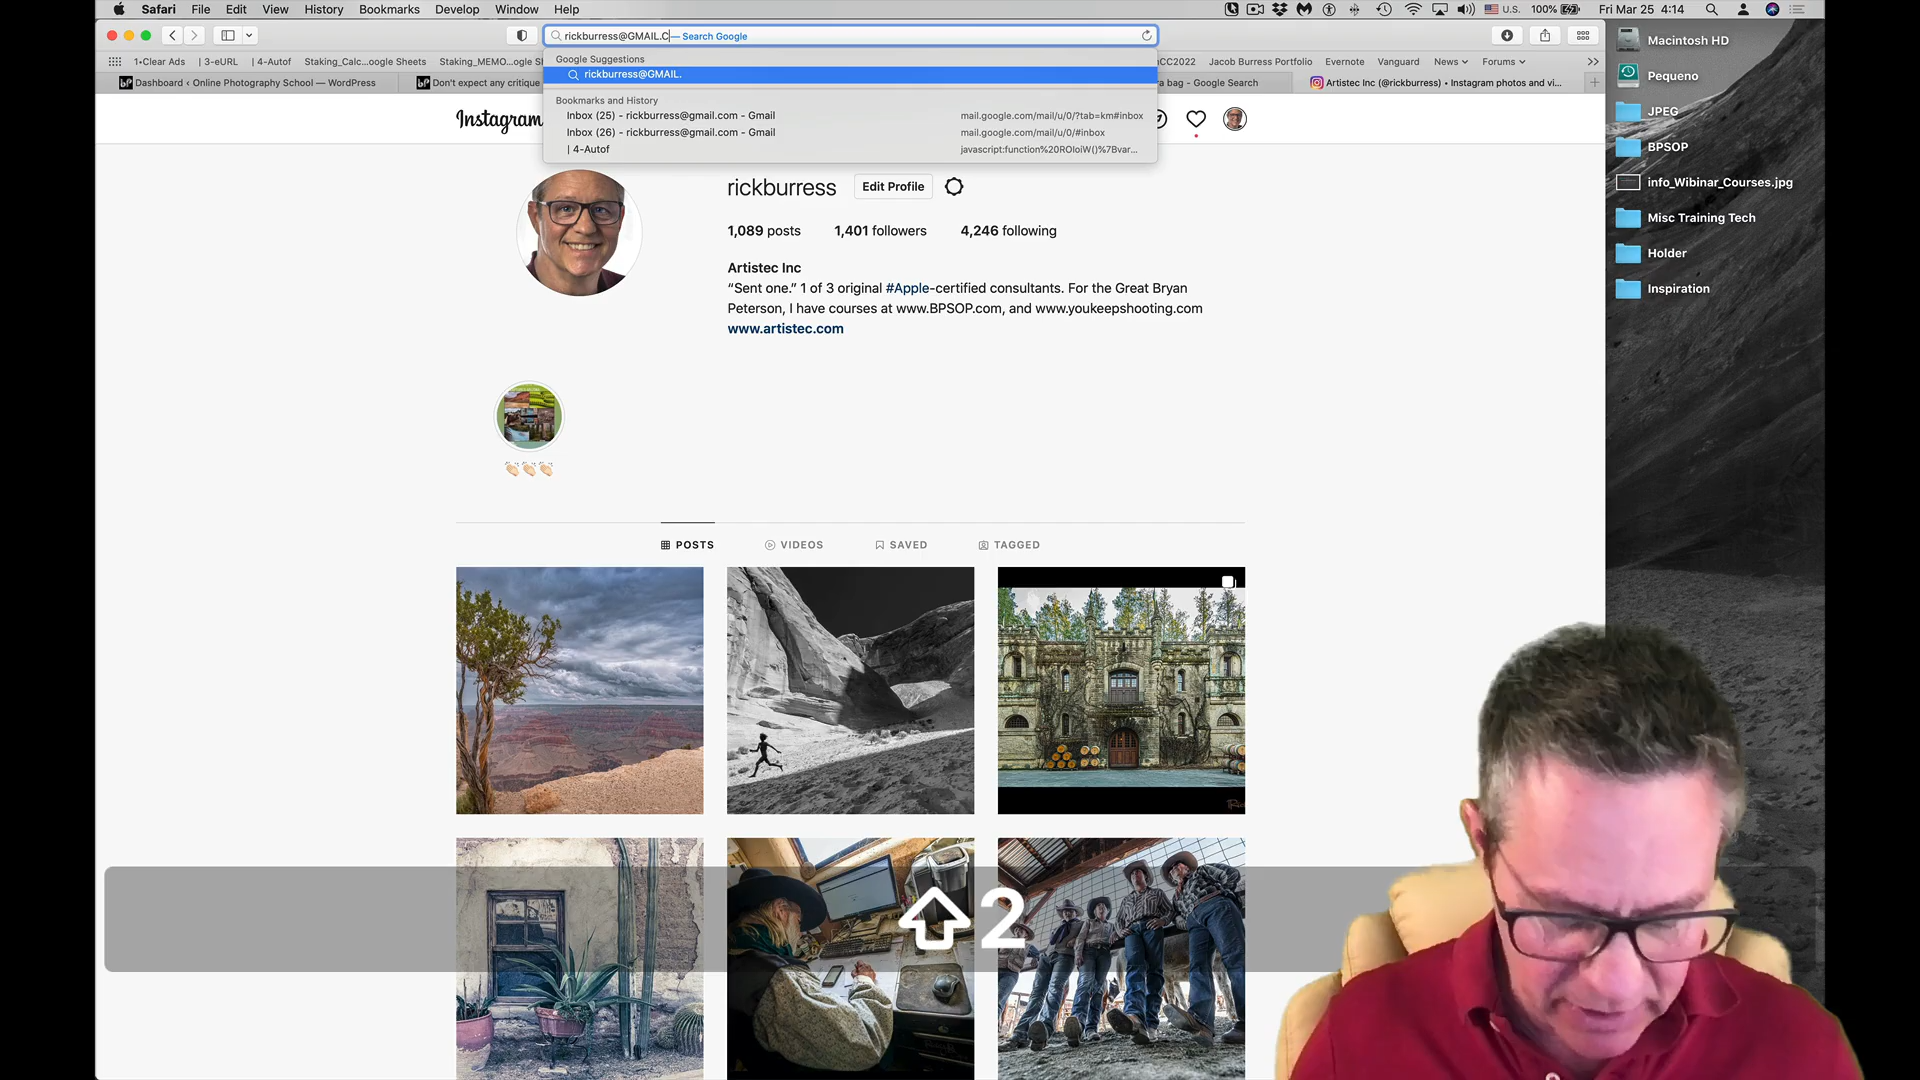 Safari File Edit View History Bookmarks Develop Window Help
U.S. 100% Fri Mar 25 4:14
rickburress@GMAIL.C — Search Google
Google Suggestions
rickburress@GMAIL.
Bookmarks and History
Inbox (25) - rickburress@gmail.com - Gmail mail.google.com/mail/u/0/?tab=km#inbox
Inbox (26) - rickburress@gmail.com - Gmail mail.google.com/mail/u/0/#inbox
| 4-Autof javascript:function%20ROIoiW()%7Bvar...
1•Clear Ads | 3-eURL | 4-Autof Staking_Calc...oogle Sheets Staking_MEMO...ogle Sh CC2022 Jacob Burress Portfolio Evernote Vanguard News Forums
Dashboard ‹ Online Photography School — WordPress Don't expect any critique a bag - Google Search Artistec Inc (@rickburress) • Instagram photos and vi...
Instagram
rickburress Edit Profile
1,089 posts 1,401 followers 4,246 following
Artistec Inc
“Sent one.” 1 of 3 original #Apple-certified consultants. For the Great Bryan
Peterson, I have courses at www.BPSOP.com, and www.youkeepshooting.com
www.artistec.com
POSTS VIDEOS SAVED TAGGED
⇧2
Macintosh HD
Pequeno
JPEG
BPSOP
info_Wibinar_Courses.jpg
Misc Training Tech
Holder
Inspiration